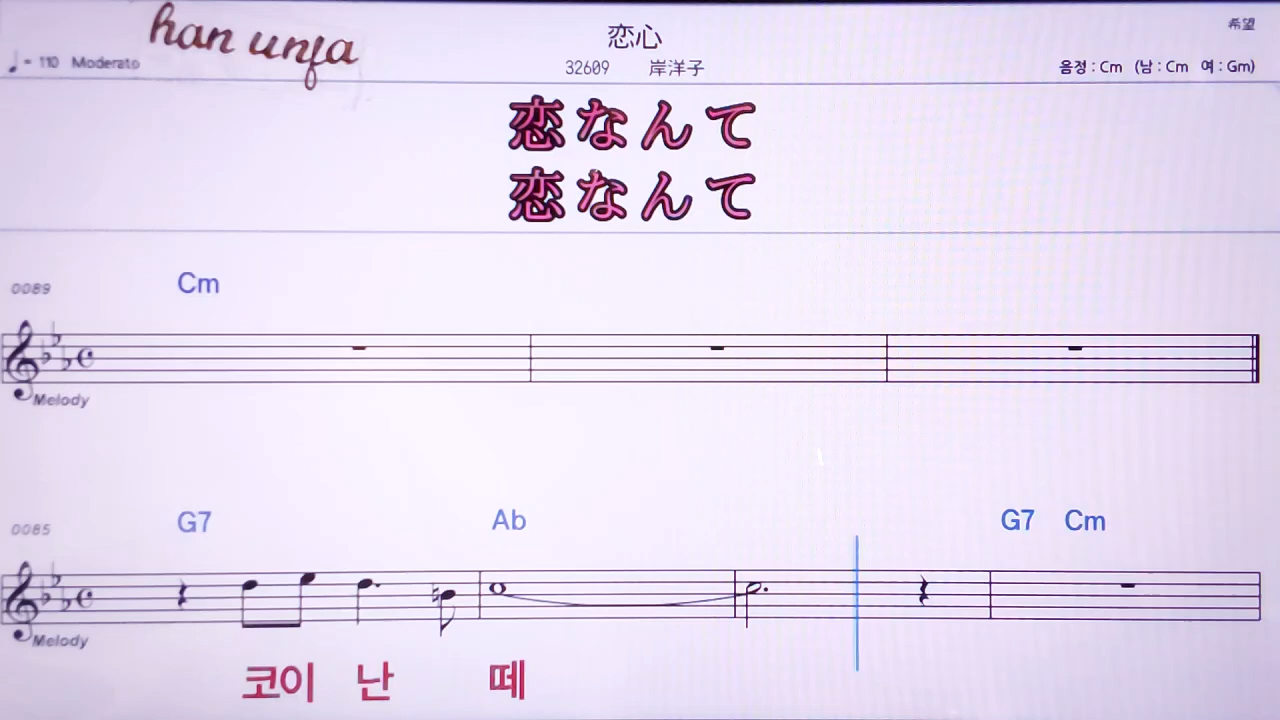 han unfa
恋心
希望
= 110 Moderato
32609 岸洋子
음정 : Cm (남 : Cm 여 : Gm)
恋なんて
恋なんて
0089 Cm
Melody
0085 G7 Ab G7 Cm
Melody
코이 난 떼